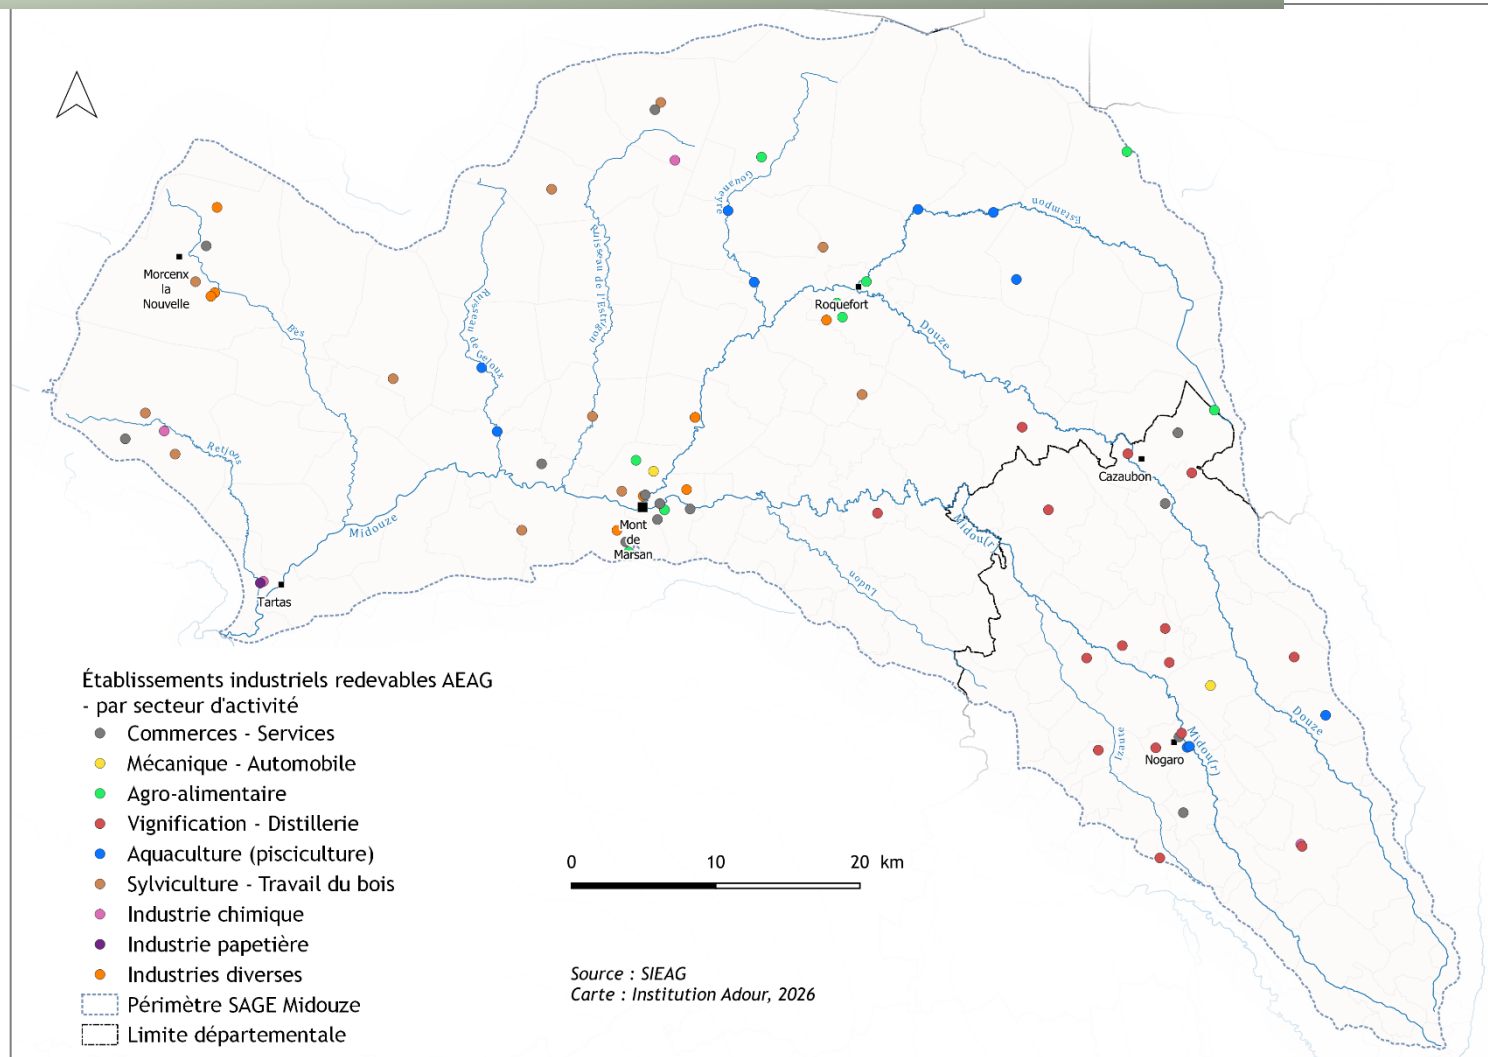 Gouaneyre
Estampon
Morcenx
la
Nouvelle
Ruisseau de l'Estrigon
Ruisseau de Geloux
Roquefort
Douze
Bès
Retjons
Cazaubon
Midouze
Mont
de
Marsan
Midou(r)
Ludon
Tartas
Établissements industriels redevables AEAG
- par secteur d'activité
Commerces - Services
Mécanique - Automobile
Agro-alimentaire
Vignification - Distillerie
Aquaculture (pisciculture)
Sylviculture - Travail du bois
Industrie chimique
Industrie papetière
Industries diverses
Périmètre SAGE Midouze
Limite départementale
Douze
Izaute
Midou(r)
Nogaro
0 10 20 km
Source : SIEAG
Carte : Institution Adour, 2026